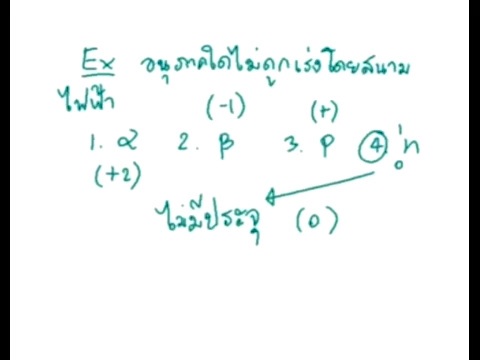 Ex อนุภาคใดไม่ถูกเร่งโดยสนาม
ไฟฟ้า (-1) (+)
1. α 2. β 3. p ④ ¹₀n
(+2)
ไม่มีประจุ (0)